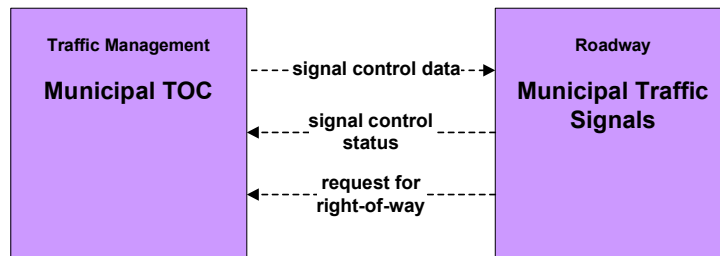 Traffic Management
Municipal TOC
signal control data
signal control
status
request for
right-of-way
Roadway
Municipal Traffic
Signals